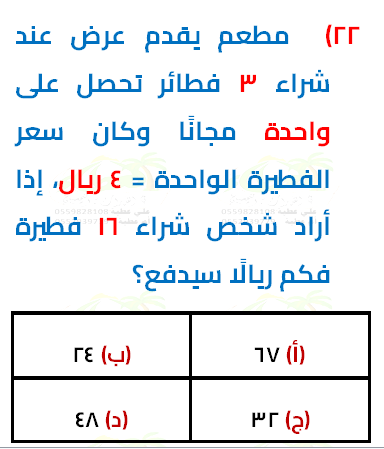 ٢٢) مطعم يقدم عرض عند
شراء ٣ فطائر تحصل على
واحدة مجانًا وكان سعر
الفطيرة الواحدة = ٤ ريال، إذا
أراد شخص شراء ١٦ فطيرة
فكم ريالًا سيدفع؟
(أ) ٦٧
(ب) ٢٤
(ج) ٣٢
(د) ٤٨